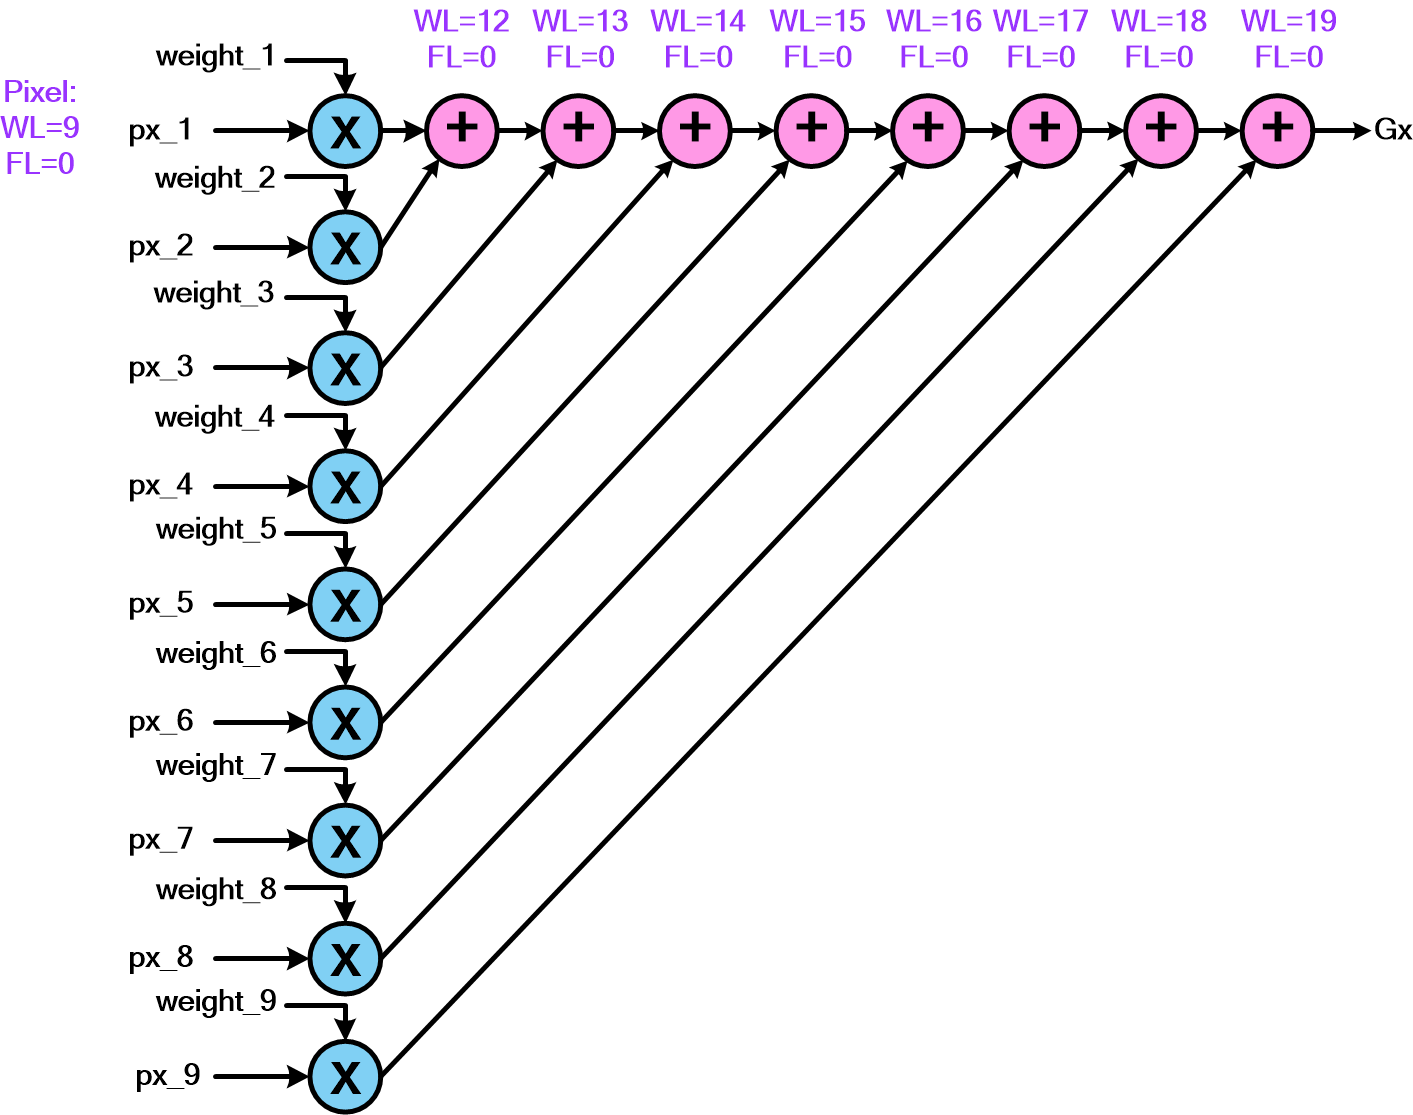 WL=12 WL=13 WL=14 WL=15 WL=16 WL=17 WL=18 WL=19
FL=0 FL=0 FL=0 FL=0 FL=0 FL=0 FL=0 FL=0
weight_1
Pixel:
WL=9
FL=0
px_1 X + + + + + + + + Gx
weight_2
px_2 X
weight_3
px_3 X
weight_4
px_4 X
weight_5
px_5 X
weight_6
px_6 X
weight_7
px_7 X
weight_8
px_8 X
weight_9
px_9 X